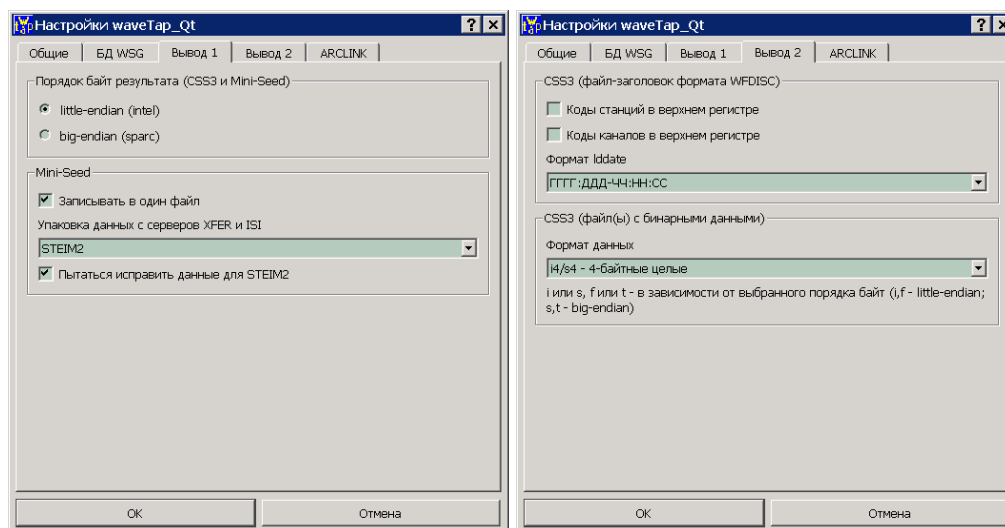 Настройки waveTap_Qt
Общие БД WSG Вывод 1 Вывод 2 ARCLINK
Порядок байт результата (CSS3 и Mini-Seed)
little-endian (intel)
big-endian (sparc)
Mini-Seed
Записывать в один файл
Упаковка данных с серверов XFER и ISI
STEIM2
Пытаться исправить данные для STEIM2
OK Отмена
Настройки waveTap_Qt
Общие БД WSG Вывод 1 Вывод 2 ARCLINK
CSS3 (файл-заголовок формата WFDISC)
Коды станций в верхнем регистре
Коды каналов в верхнем регистре
Формат lddate
ГГГГ:ДДД-ЧЧ:НН:СС
CSS3 (файл(ы) с бинарными данными)
Формат данных
i4/s4 - 4-байтные целые
i или s, f или t - в зависимости от выбранного порядка байт (i,f - little-endian;
s,t - big-endian)
OK Отмена